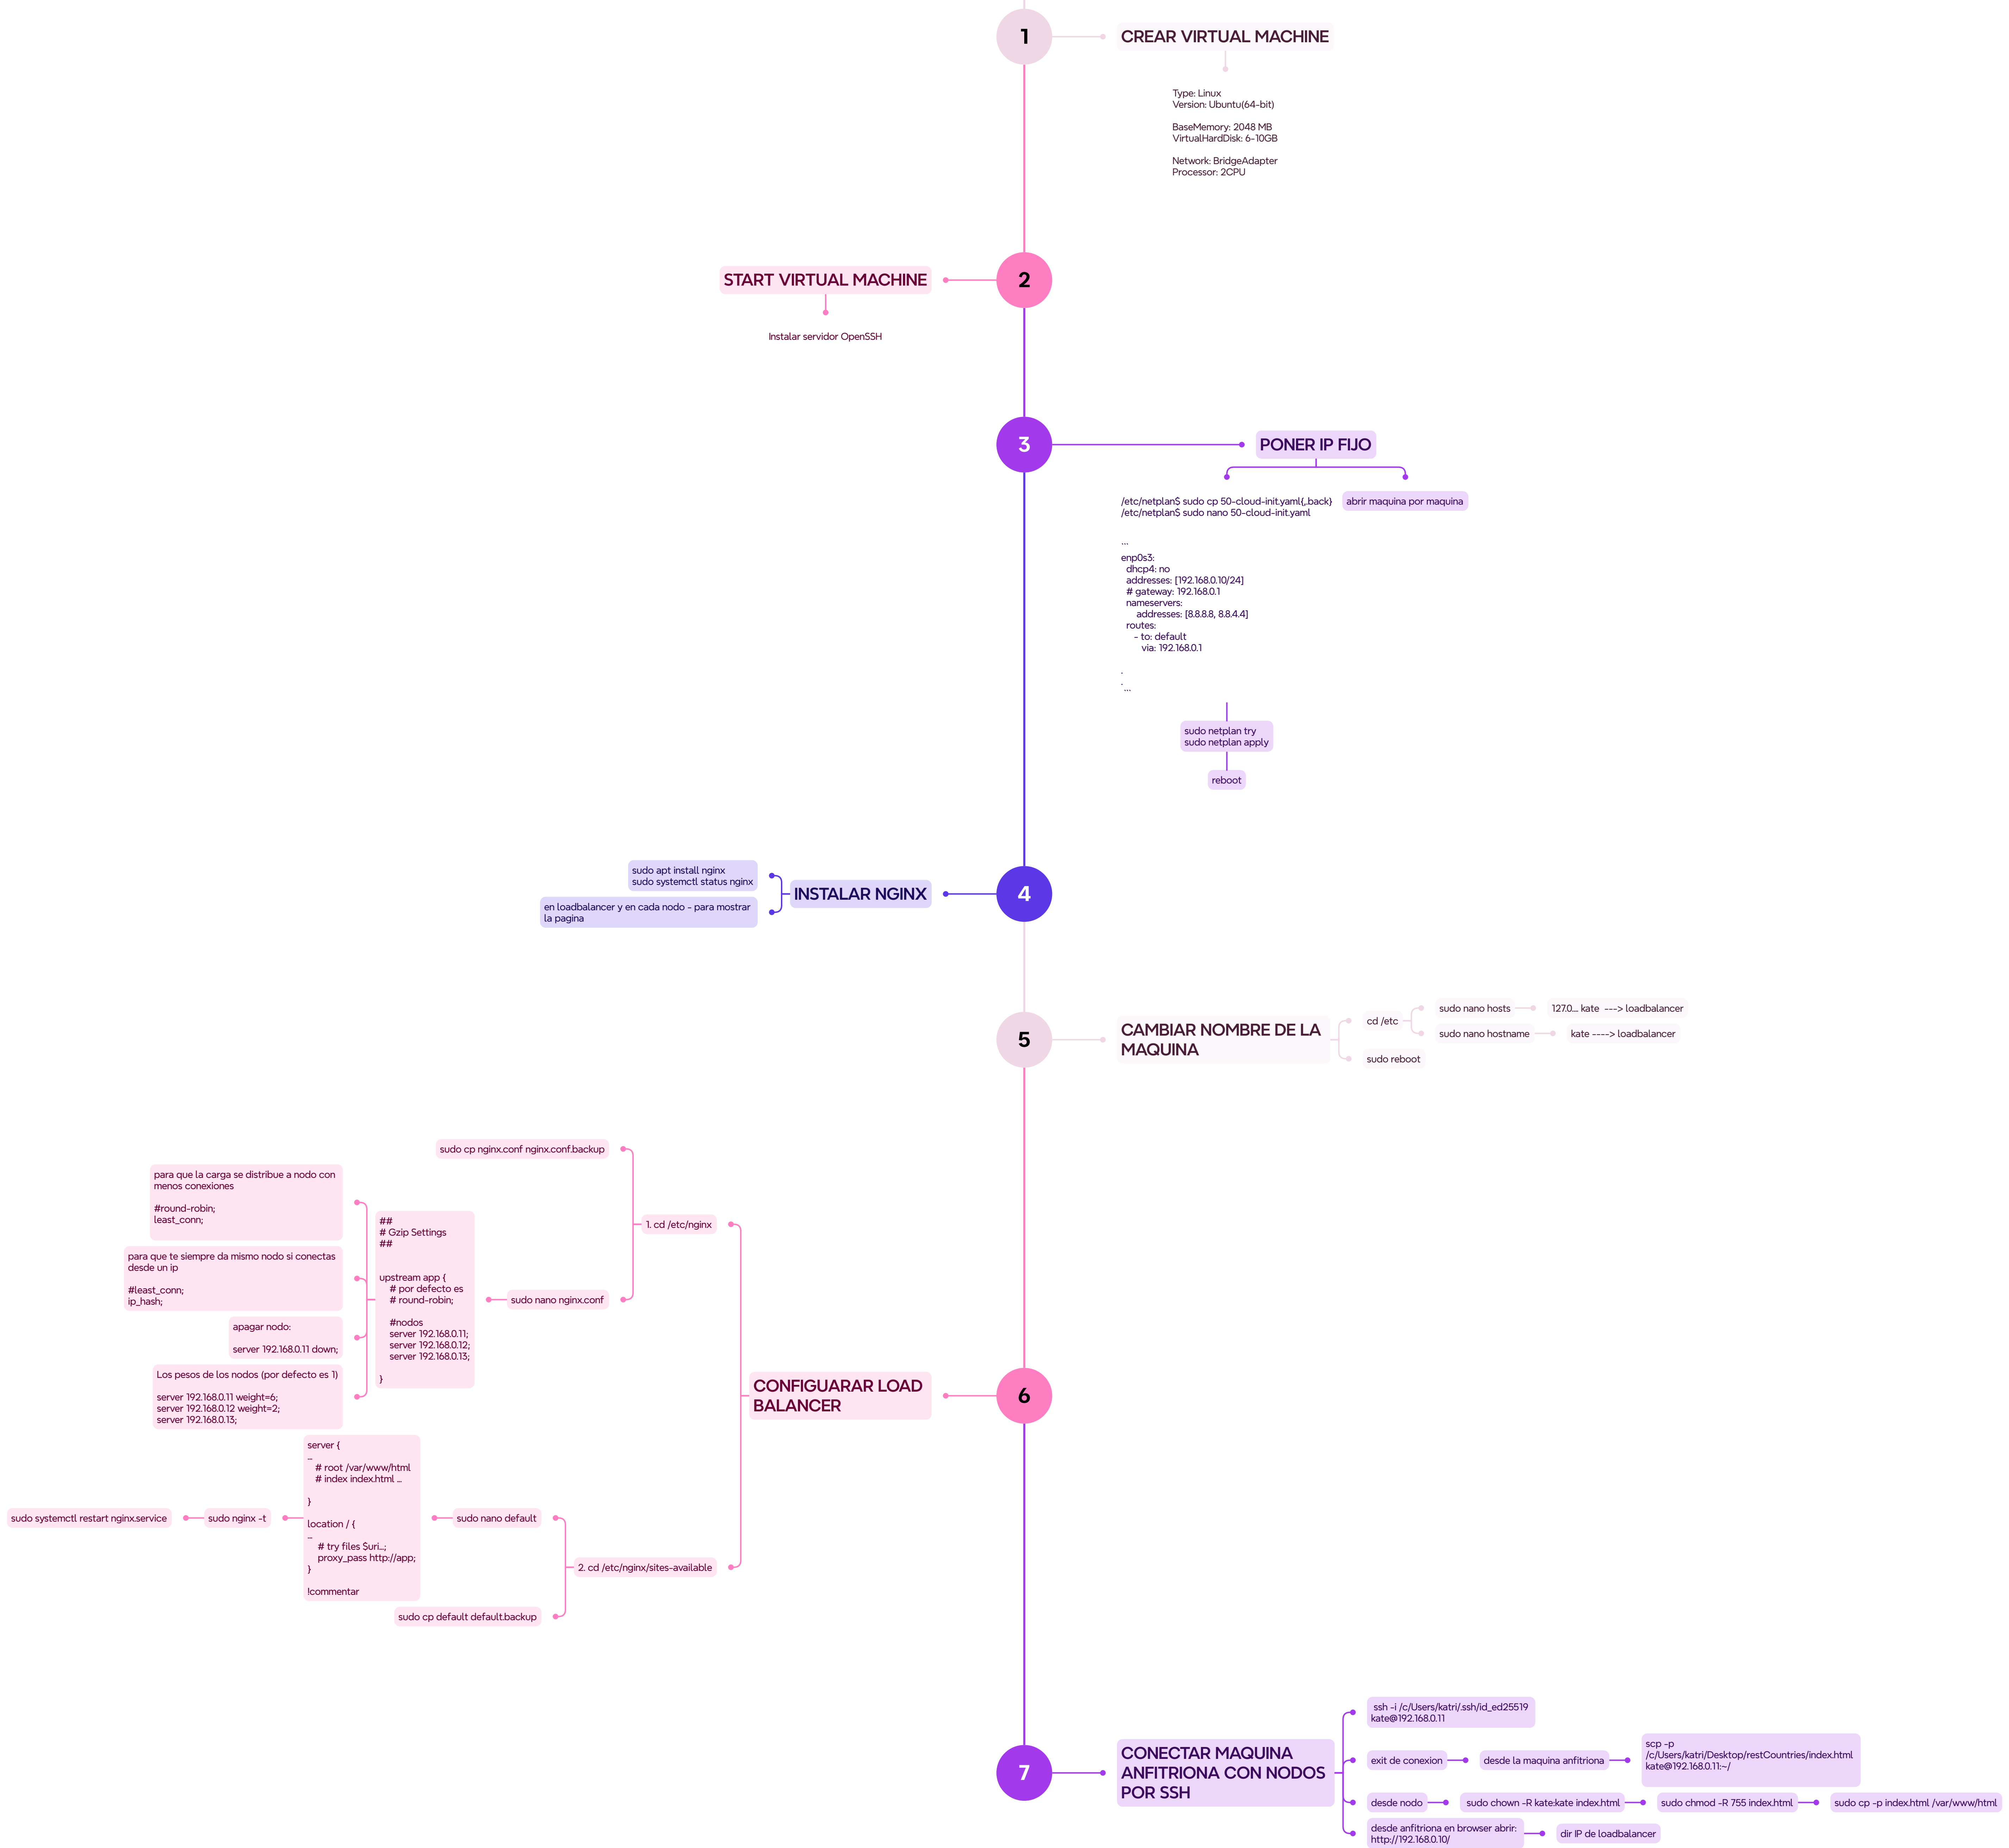 1
CREAR VIRTUAL MACHINE
Type: Linux
Version: Ubuntu(64-bit)
BaseMemory: 2048 MB
VirtualHardDisk: 6-10GB
Network: BridgeAdapter
Processor: 2CPU
2
START VIRTUAL MACHINE
Instalar servidor OpenSSH
3
PONER IP FIJO
/etc/netplan$ sudo cp 50-cloud-init.yaml{,.back}
/etc/netplan$ sudo nano 50-cloud-init.yaml
...
enp0s3:
dhcp4: no
addresses: [192.168.0.10/24]
# gateway: 192.168.0.1
nameservers:
addresses: [8.8.8.8, 8.8.4.4]
routes:
- to: default
via: 192.168.0.1
...
abrir maquina por maquina
sudo netplan try
sudo netplan apply
reboot
4
INSTALAR NGINX
sudo apt install nginx
sudo systemctl status nginx
en loadbalancer y en cada nodo - para mostrar
la pagina
5
CAMBIAR NOMBRE DE LA
MAQUINA
cd /etc
sudo nano hosts
127.0.... kate ---> loadbalancer
sudo nano hostname
kate ----> loadbalancer
sudo reboot
6
CONFIGUARAR LOAD
BALANCER
1. cd /etc/nginx
sudo cp nginx.conf nginx.conf.backup
sudo nano nginx.conf
##
# Gzip Settings
##
upstream app {
# por defecto es
# round-robin;
#nodos
server 192.168.0.11;
server 192.168.0.12;
server 192.168.0.13;
}
para que la carga se distribue a nodo con
menos conexiones
#round-robin;
least_conn;
para que te siempre da mismo nodo si conectas
desde un ip
#least_conn;
ip_hash;
apagar nodo:
server 192.168.0.11 down;
Los pesos de los nodos (por defecto es 1)
server 192.168.0.11 weight=6;
server 192.168.0.12 weight=2;
server 192.168.0.13;
2. cd /etc/nginx/sites-available
sudo nano default
server {
...
# root /var/www/html
# index index.html ...
}
location / {
...
# try files $uri...;
proxy_pass http://app;
}
!commentar
sudo nginx -t
sudo systemctl restart nginx.service
sudo cp default default.backup
7
CONECTAR MAQUINA
ANFITRIONA CON NODOS
POR SSH
ssh -i /c/Users/katri/.ssh/id_ed25519
kate@192.168.0.11
exit de conexion
desde la maquina anfitriona
scp -p
/c/Users/katri/Desktop/restCountries/index.html
kate@192.168.0.11:~/
desde nodo
sudo chown -R kate:kate index.html
sudo chmod -R 755 index.html
sudo cp -p index.html /var/www/html
desde anfitriona en browser abrir:
http://192.168.0.10/
dir IP de loadbalancer